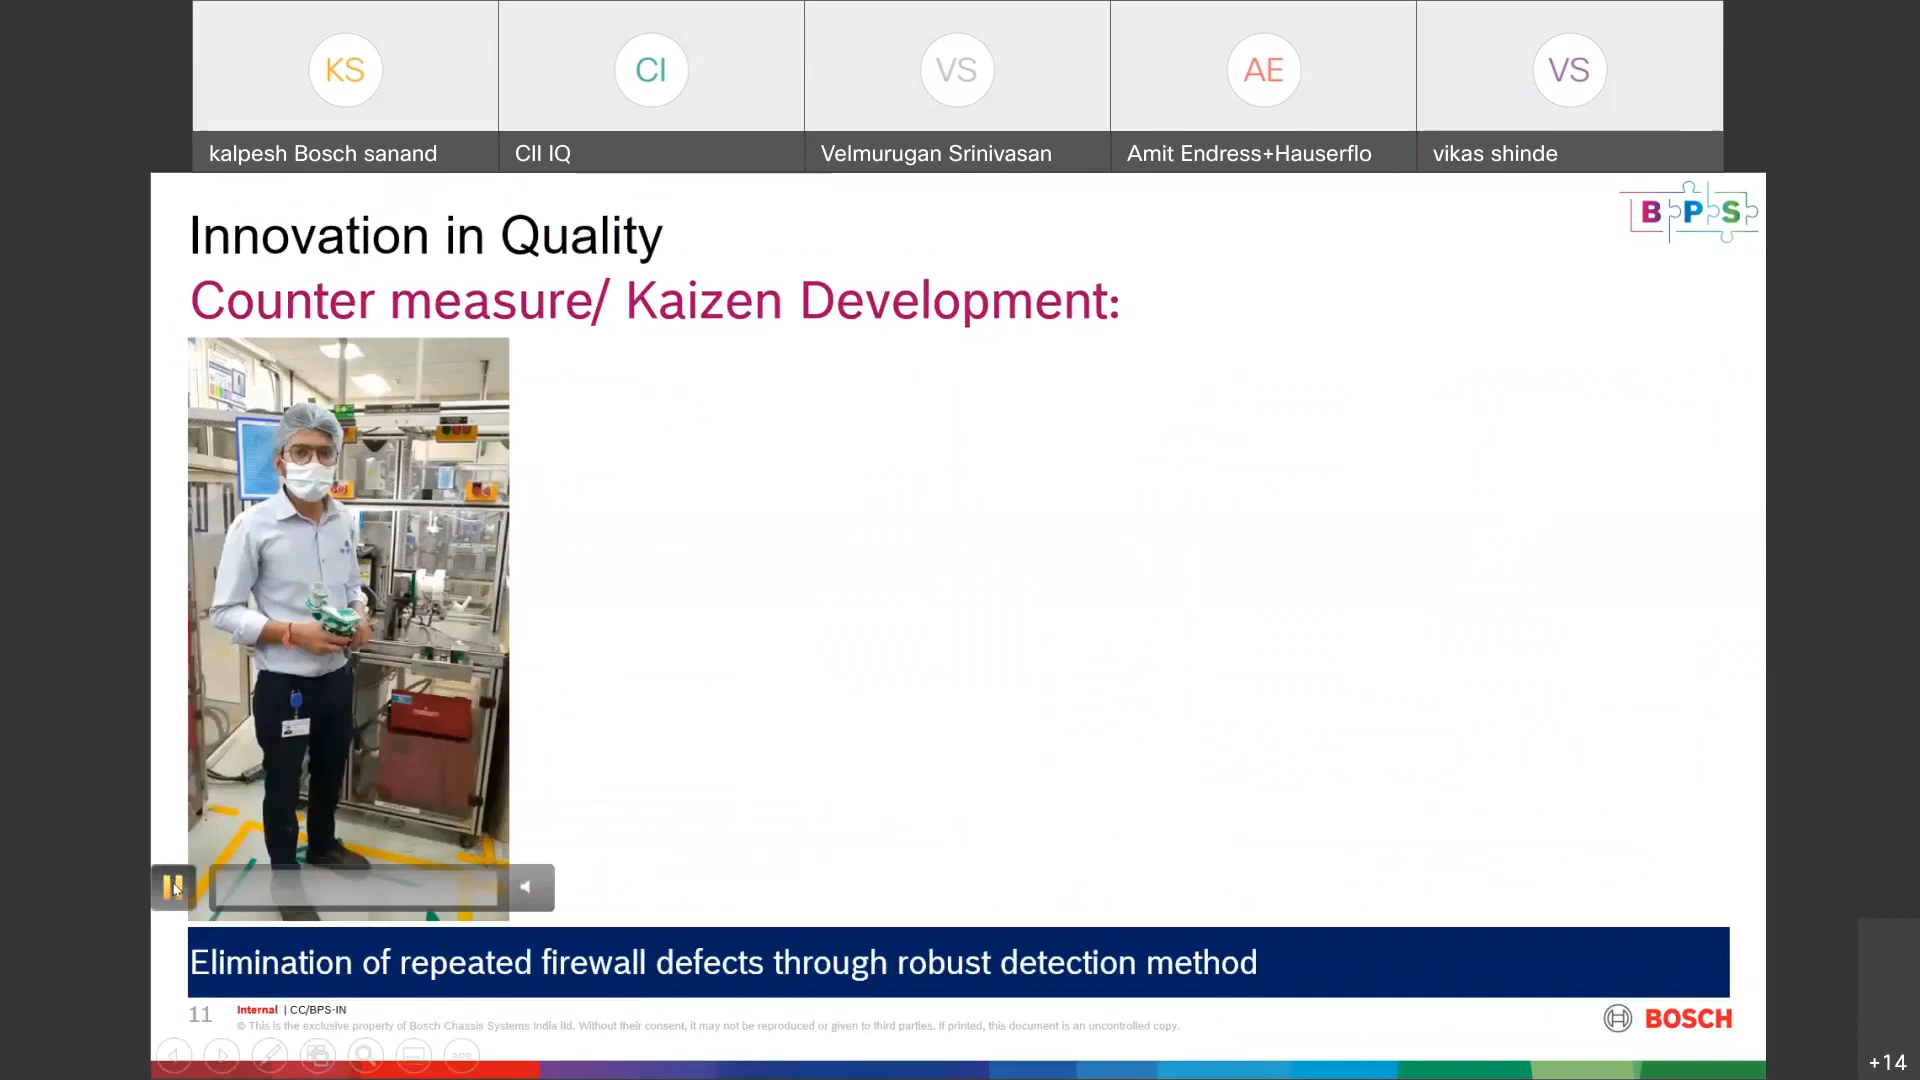 KS
CI
VS
AE
VS
kalpesh Bosch sanand
CII IQ
Velmurugan Srinivasan
Amit Endress+Hauserflo
vikas shinde
BPS
Innovation in Quality
Counter measure/ Kaizen Development:
Elimination of repeated firewall defects through robust detection method
11
Internal | CC/BPS-IN
© This is the exclusive property of Bosch Chassis Systems India ltd. Without their consent, it may not be reproduced or given to third parties. If printed, this document is an uncontrolled copy.
BOSCH
+14